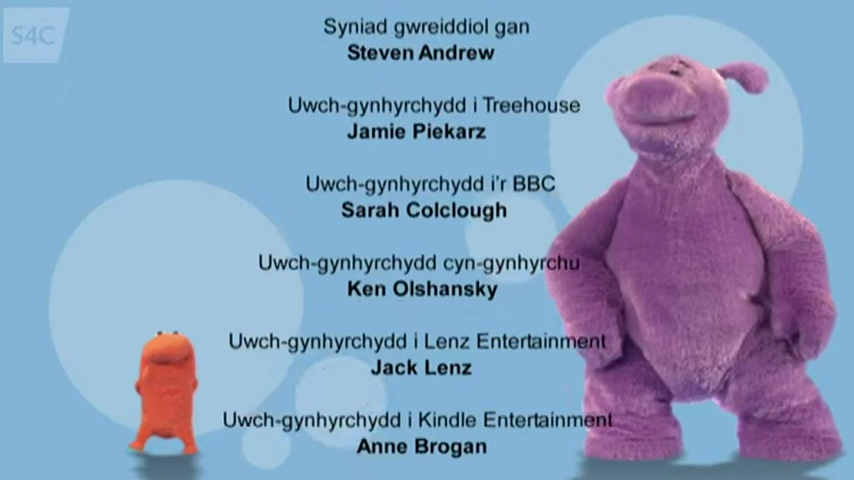 S4C
Syniad gwreiddiol gan
Steven Andrew
Uwch-gynhyrchydd i Treehouse
Jamie Piekarz
Uwch-gynhyrchydd i'r BBC
Sarah Colclough
Uwch-gynhyrchydd cyn-gynhyrchu
Ken Olshansky
Uwch-gynhyrchydd i Lenz Entertainment
Jack Lenz
Uwch-gynhyrchydd i Kindle Entertainment
Anne Brogan